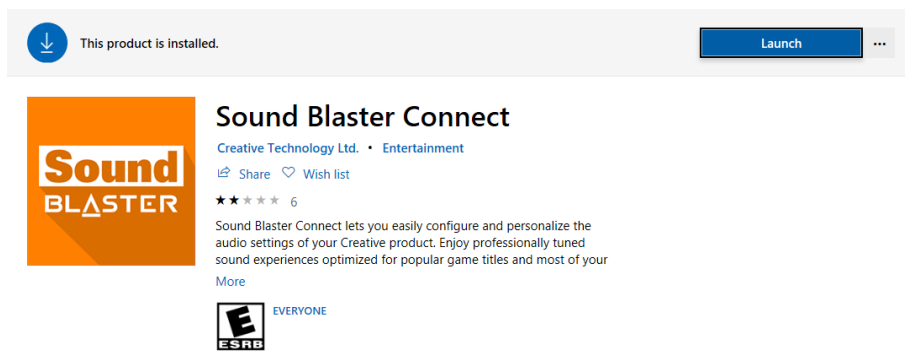 This product is installed.
Launch
Sound Blaster Connect
Sound
BLASTER
Creative Technology Ltd. • Entertainment
Share Wish list
6
Sound Blaster Connect lets you easily configure and personalize the
audio settings of your Creative product. Enjoy professionally tuned
sound experiences optimized for popular game titles and most of your
More
E
ESRB
EVERYONE